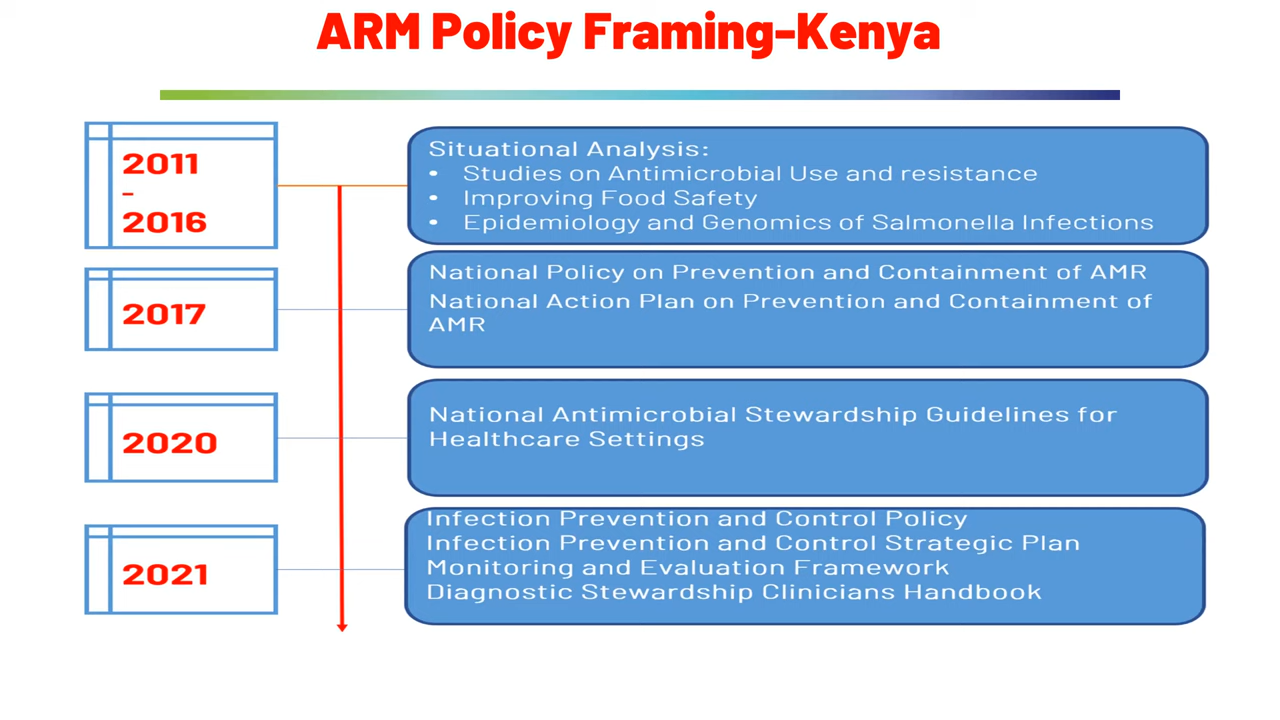 ARM Policy Framing-Kenya
2011
-
2016
Situational Analysis:
• Studies on Antimicrobial Use and resistance
• Improving Food Safety
• Epidemiology and Genomics of Salmonella Infections
2017
National Policy on Prevention and Containment of AMR
National Action Plan on Prevention and Containment of
AMR
2020
National Antimicrobial Stewardship Guidelines for
Healthcare Settings
2021
Infection Prevention and Control Policy
Infection Prevention and Control Strategic Plan
Monitoring and Evaluation Framework
Diagnostic Stewardship Clinicians Handbook